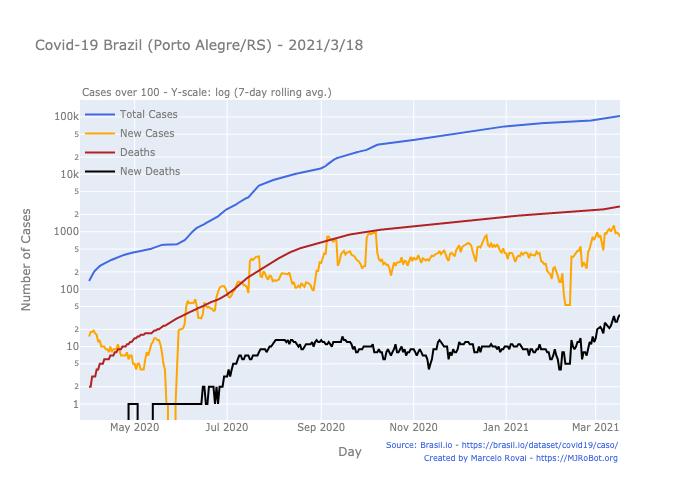 Covid-19 Brazil (Porto Alegre/RS) - 2021/3/18
Cases over 100 - Y-scale: log (7-day rolling avg.)
Total Cases
New Cases
Deaths
New Deaths
Number of Cases
100k
5
2
10k
5
2
1000
5
2
100
5
2
10
5
2
1
May 2020
Jul 2020
Sep 2020
Nov 2020
Jan 2021
Mar 2021
Day
Source: Brasil.io - https://brasil.io/dataset/covid19/caso/
Created by Marcelo Rovai - https://MJRoBot.org